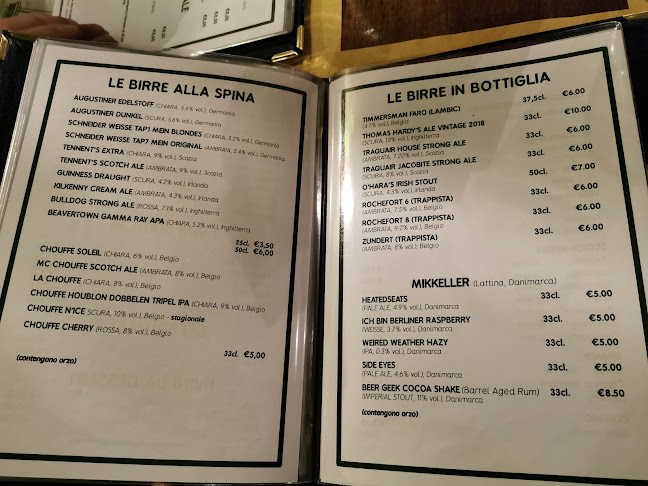 €5,00
€8,00
€8,00
€5,00
€5,00
LE BIRRE ALLA SPINA
AUGUSTINER EDELSTOFF (CHIARA, 5.6% vol.), Germania
AUGUSTINER DUNKEL (SCURA, 5.6% vol.), Germania
SCHNEIDER WEISSE TAP1 MEIN BLONDES (CHIARA, 5.2% vol.), Germania
SCHNEIDER WEISSE TAP7 MEIN ORIGINAL (AMBRATA, 5.4% vol.), Germania
TENNENT'S EXTRA (CHIARA, 9% vol.), Scozia
TENNENT'S SCOTCH ALE (AMBRATA, 9% vol.), Scozia
GUINNESS DRAUGHT (SCURA, 4.2% vol.), Irlanda
KILKENNY CREAM ALE (AMBRATA, 4.3% vol.), Irlanda
BULLDOG STRONG ALE (ROSSA, 7.1% vol.), Inghilterra
BEAVERTOWN GAMMA RAY APA (CHIARA, 5.2% vol.), Inghilterra
25cl. €3,50
50cl. €6,00
CHOUFFE SOLEIL (CHIARA, 6% vol.), Belgio
MC CHOUFFE SCOTCH ALE (AMBRATA, 8% vol.), Belgio
LA CHOUFFE (CHIARA, 8% vol.), Belgio
CHOUFFE HOUBLON DOBBELEN TRIPEL IPA (CHIARA, 9% vol.), Belgio
CHOUFFE N'ICE SCURA, 10% vol.), Belgio - stagionale
CHOUFFE CHERRY (ROSSA, 8% vol.), Belgio
33cl. €5,00
(contengono orzo)
LE BIRRE IN BOTTIGLIA
TIMMERSMAN FARO (LAMBIC) 37,5cl. €6.00
(4.7% vol.), Belgio
THOMAS HARDY'S ALE VINTAGE 2018 33cl. €10.00
(SCURA, 13% vol.), Inghilterra
TRAQUAIR HOUSE STRONG ALE 33cl. €6.00
(AMBRATA, 7.20% vol.), Scozia
TRAQUAIR JACOBITE STRONG ALE 33cl. €6.00
(SCURA, 8% vol.), Scozia
O'HARA'S IRISH STOUT 50cl. €7.00
(SCURA, 4.3% vol.), Irlanda
ROCHEFORT 6 (TRAPPISTA) 33cl. €6.00
(AMBRATA, 7.5% vol.), Belgio
ROCHEFORT 8 (TRAPPISTA) 33cl. €6.00
(AMBRATA, 9.2% vol.), Belgio
ZUNDERT (TRAPPISTA) 33cl. €6.00
(AMBRATA, 8% vol.), Belgio
MIKKELLER (Lattina, Danimarca)
HEATEDSEATS 33cl. €5.00
(PALE ALE, 4.9% vol.), Danimarca
ICH BIN BERLINER RASPBERRY 33cl. €5.00
(WEISSE, 3.7% vol.), Danimarca
WEIRED WEATHER HAZY 33cl. €5.00
(IPA, 0.3% vol.), Danimarca
SIDE EYES 33cl. €5.00
(PALE ALE, 4.6% vol.), Danimarca
BEER GEEK COCOA SHAKE (Barrel Aged Rum) 33cl. €8.50
(IMPERIAL STOUT, 11% vol.), Danimarca
(contengono orzo)